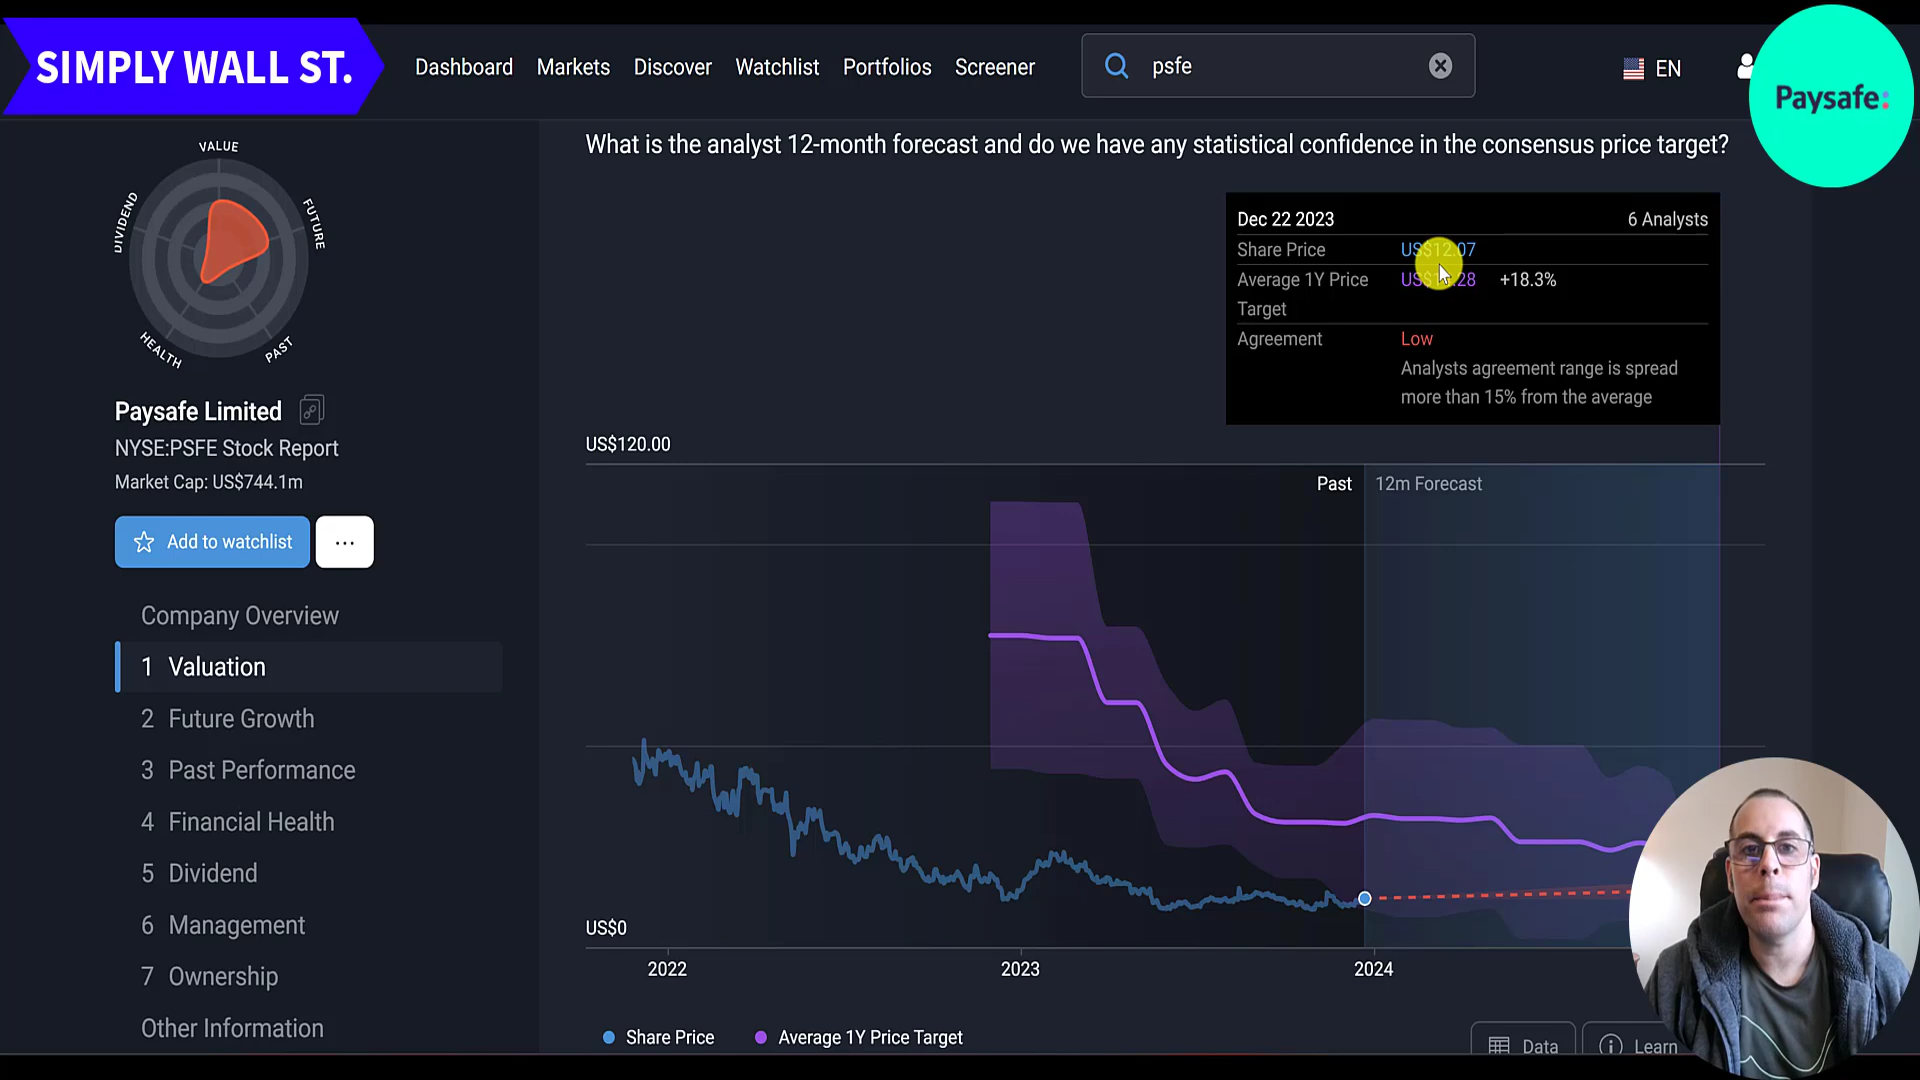 SIMPLY WALL ST.
Dashboard Markets Discover Watchlist Portfolios Screener
psfe
EN
Paysafe:
VALUE
FUTURE
PAST
HEALTH
DIVIDEND
Paysafe Limited
NYSE:PSFE Stock Report
Market Cap: US$744.1m
Add to watchlist
...
Company Overview
1 Valuation
2 Future Growth
3 Past Performance
4 Financial Health
5 Dividend
6 Management
7 Ownership
Other Information
What is the analyst 12-month forecast and do we have any statistical confidence in the consensus price target?
Dec 22 2023 6 Analysts
Share Price US$12.07
Average 1Y Price +18.3%
Target
Agreement Low
Analysts agreement range is spread
more than 15% from the average
US$120.00
Past 12m Forecast
US$0
2022 2023 2024
Share Price Average 1Y Price Target
Data Learn